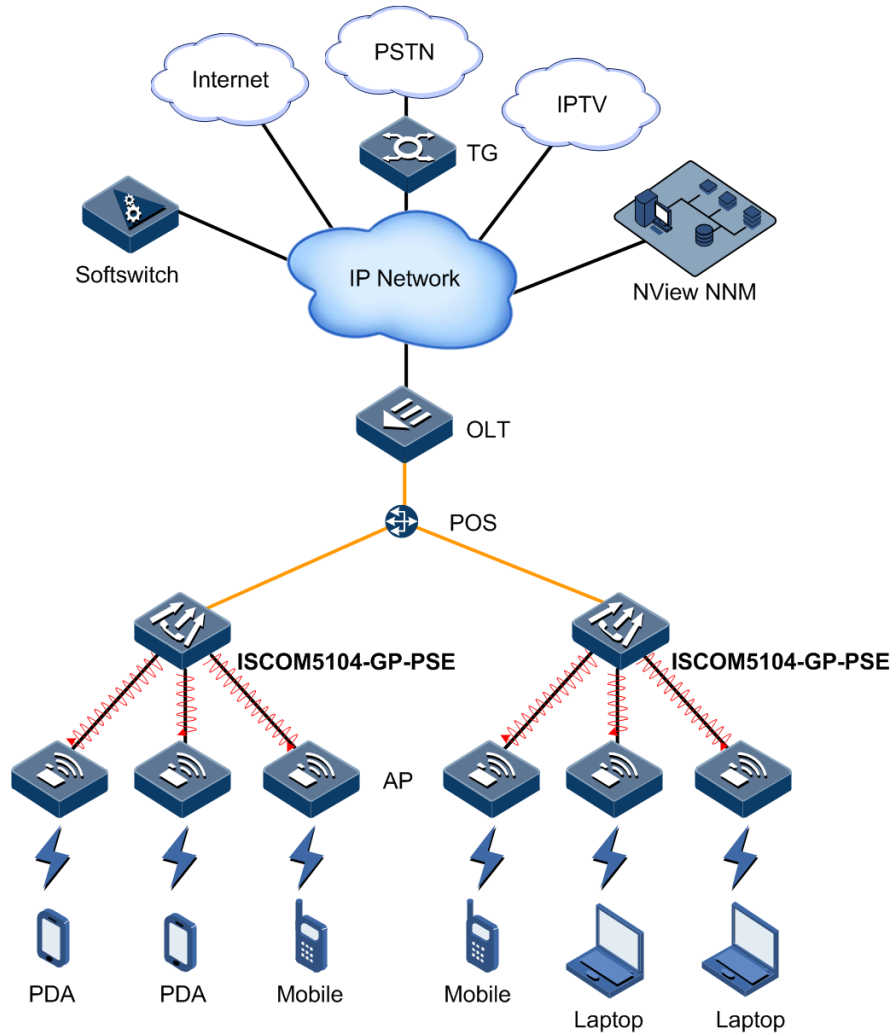 PSTN
Internet
IPTV
TG
Softswitch
IP Network
NView NNM
OLT
POS
ISCOM5104-GP-PSE
ISCOM5104-GP-PSE
AP
PDA
PDA
Mobile
Mobile
Laptop
Laptop